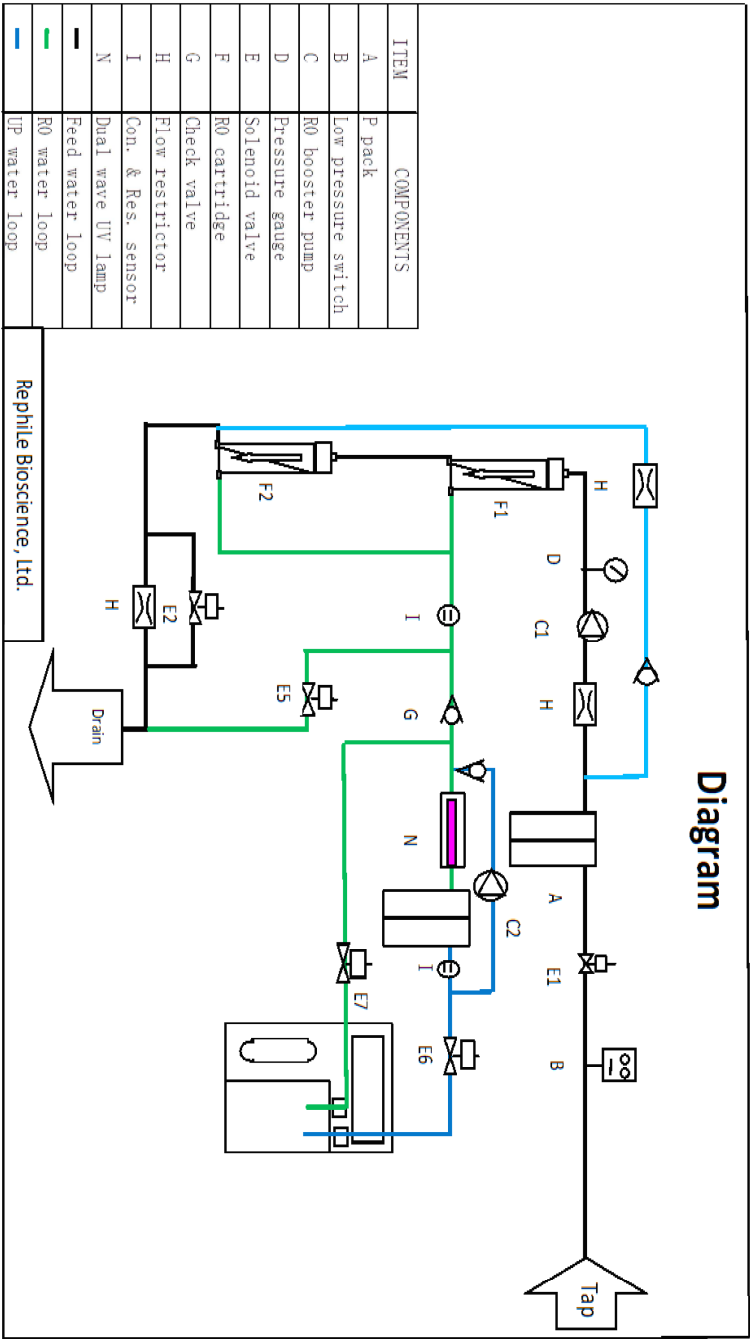 Diagram
Tap
B
E1
A
H
C1
D
H
F1
F2
I
G
N
C2
I
E6
E7
E5
E2
H
Drain
ITEM COMPONENTS
A P pack
B Low pressure switch
C RO booster pump
D Pressure gauge
E Solenoid valve
F RO cartridge
G Check valve
H Flow restrictor
I Con. & Res. sensor
N Dual wave UV lamp
Feed water loop
RO water loop
UP water loop
RephiLe Bioscience, Ltd.